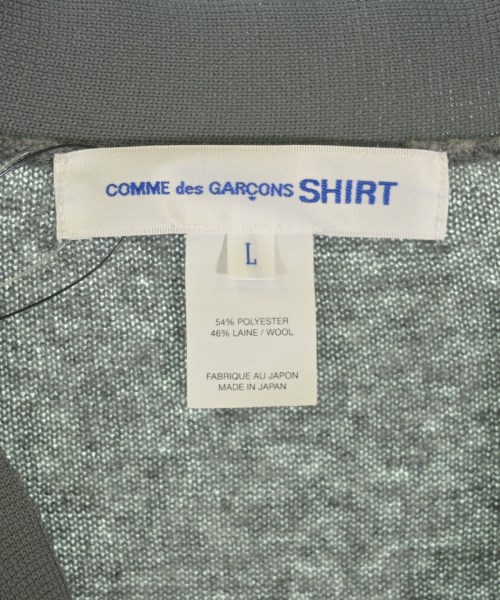 COMME des GARÇONS SHIRT
L
54% POLYESTER
46% LAINE / WOOL
FABRIQUE AU JAPON
MADE IN JAPAN